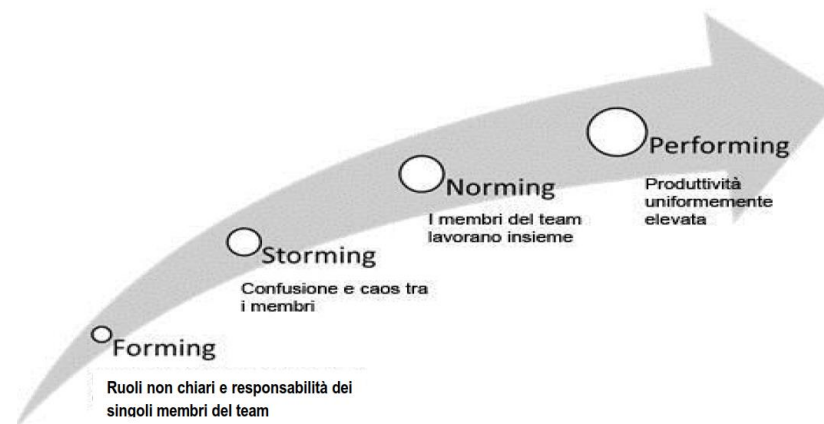 Performing
Produttività
uniformemente
elevata
Norming
I membri del team
lavorano insieme
Storming
Confusione e caos tra
i membri
Forming
Ruoli non chiari e responsabilità dei
singoli membri del team